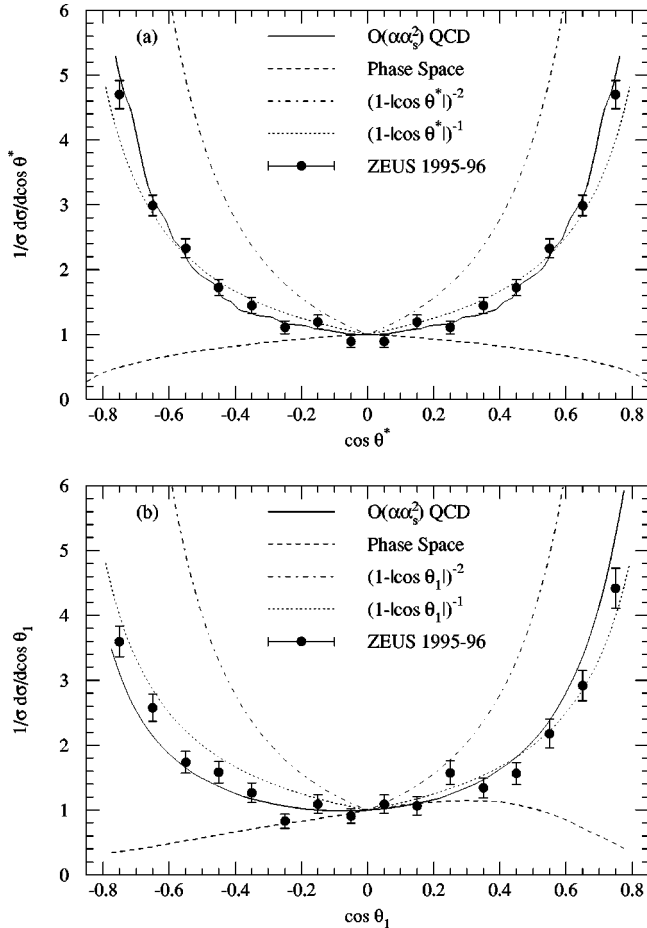 6
5
4
3
2
1
0
1/σ dσ/dcos θ*
(a)
O(αα_s^2) QCD
Phase Space
(1-|cos θ*|)^-2
(1-|cos θ*|)^-1
ZEUS 1995-96
-0.8 -0.6 -0.4 -0.2 0 0.2 0.4 0.6 0.8
cos θ*
6
5
4
3
2
1
0
1/σ dσ/dcos θ_1
(b)
O(αα_s^2) QCD
Phase Space
(1-|cos θ_1|)^-2
(1-|cos θ_1|)^-1
ZEUS 1995-96
-0.8 -0.6 -0.4 -0.2 0 0.2 0.4 0.6 0.8
cos θ_1